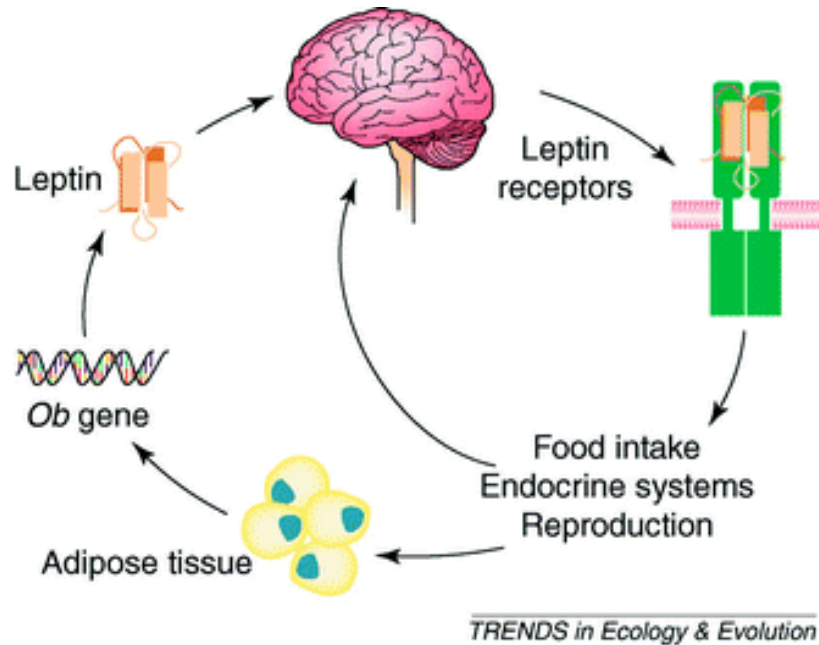 Leptin
Leptin
receptors
Ob gene
Food intake
Endocrine systems
Reproduction
Adipose tissue
TRENDS in Ecology & Evolution